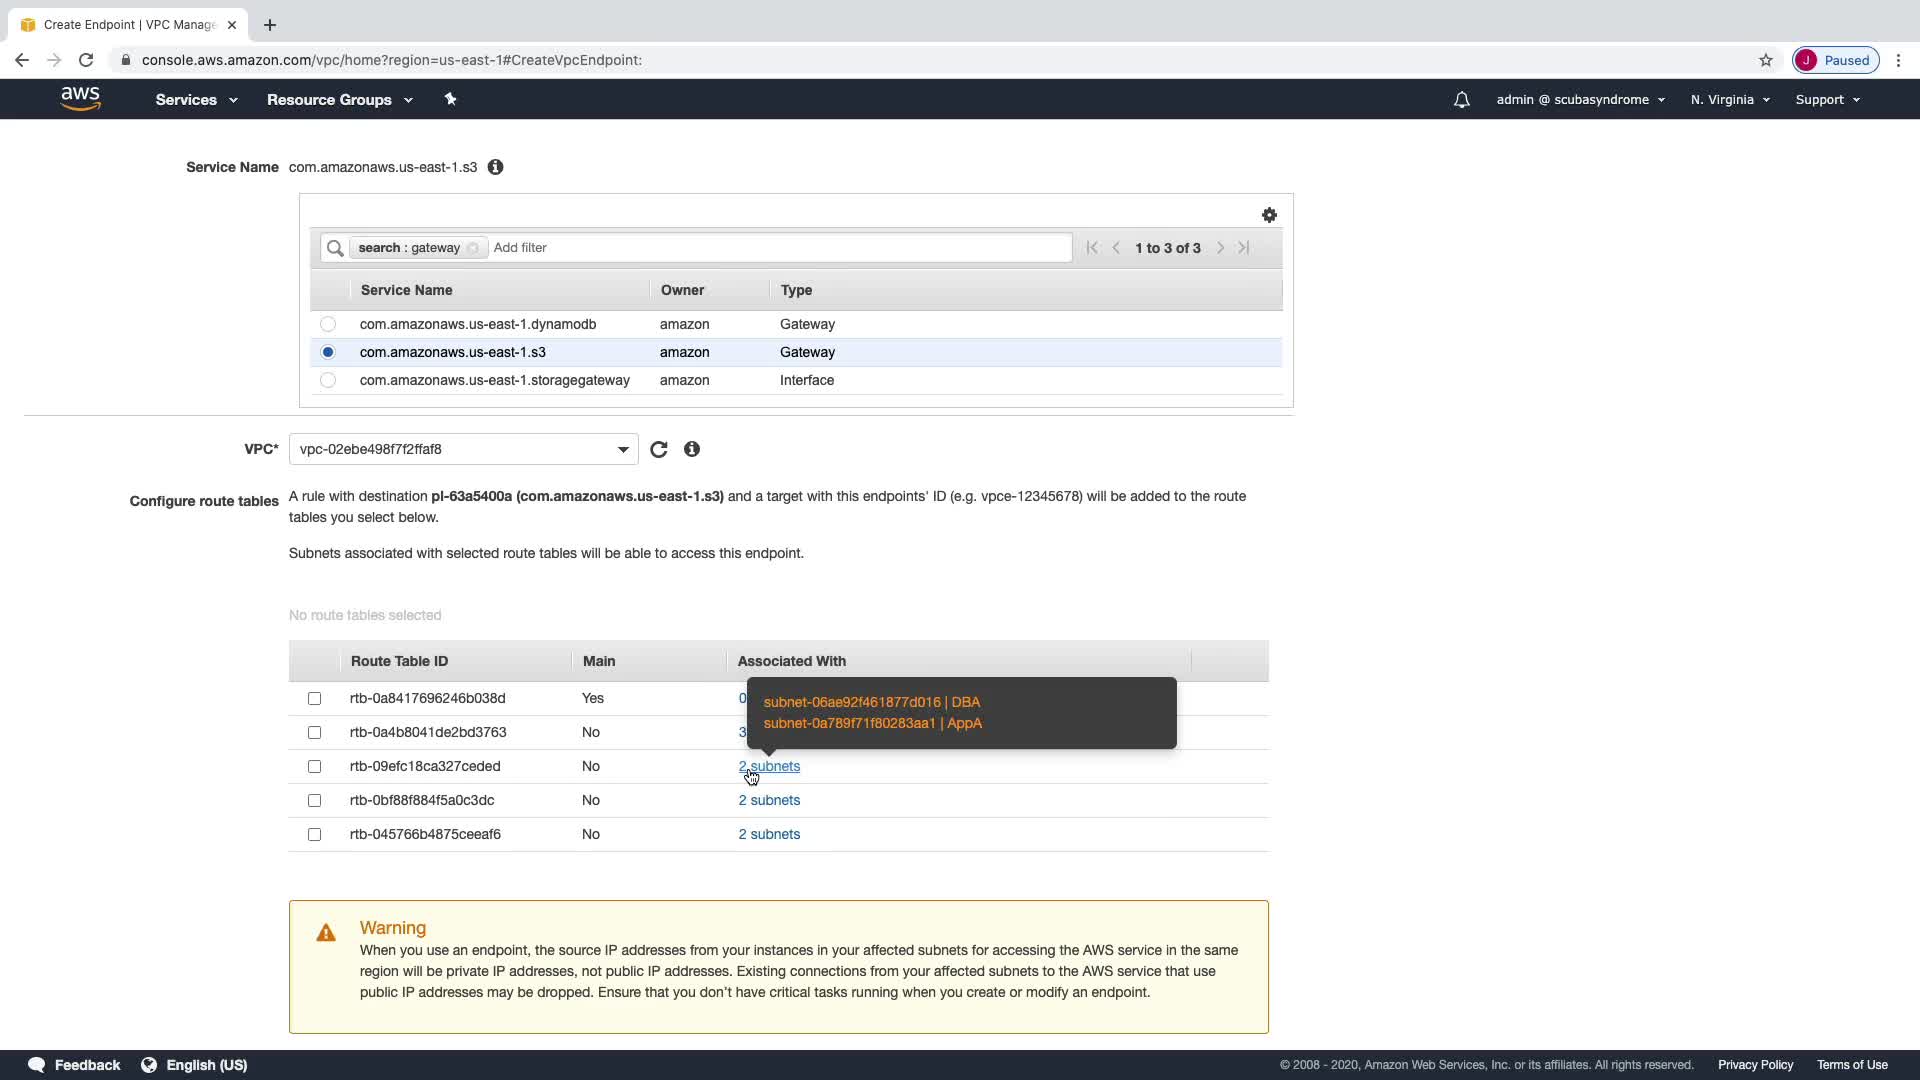 Create Endpoint | VPC Manage
console.aws.amazon.com/vpc/home?region=us-east-1#CreateVpcEndpoint:
J Paused
aws Services Resource Groups admin @ scubasyndrome N. Virginia Support
Service Name com.amazonaws.us-east-1.s3
search : gateway Add filter 1 to 3 of 3
Service Name Owner Type
com.amazonaws.us-east-1.dynamodb amazon Gateway
com.amazonaws.us-east-1.s3 amazon Gateway
com.amazonaws.us-east-1.storagegateway amazon Interface
VPC* vpc-02ebe498f7f2ffaf8
Configure route tables A rule with destination pl-63a5400a (com.amazonaws.us-east-1.s3) and a target with this endpoints' ID (e.g. vpce-12345678) will be added to the route
tables you select below.
Subnets associated with selected route tables will be able to access this endpoint.
No route tables selected
Route Table ID Main Associated With
rtb-0a8417696246b038d Yes 0
subnet-06ae92f461877d016 | DBA
subnet-0a789f71f80283aa1 | AppA
rtb-0a4b8041de2bd3763 No 3
rtb-09efc18ca327ceded No 2 subnets
rtb-0bf88f884f5a0c3dc No 2 subnets
rtb-045766b4875ceeaf6 No 2 subnets
Warning
When you use an endpoint, the source IP addresses from your instances in your affected subnets for accessing the AWS service in the same
region will be private IP addresses, not public IP addresses. Existing connections from your affected subnets to the AWS service that use
public IP addresses may be dropped. Ensure that you don't have critical tasks running when you create or modify an endpoint.
Feedback English (US) © 2008 - 2020, Amazon Web Services, Inc. or its affiliates. All rights reserved. Privacy Policy Terms of Use